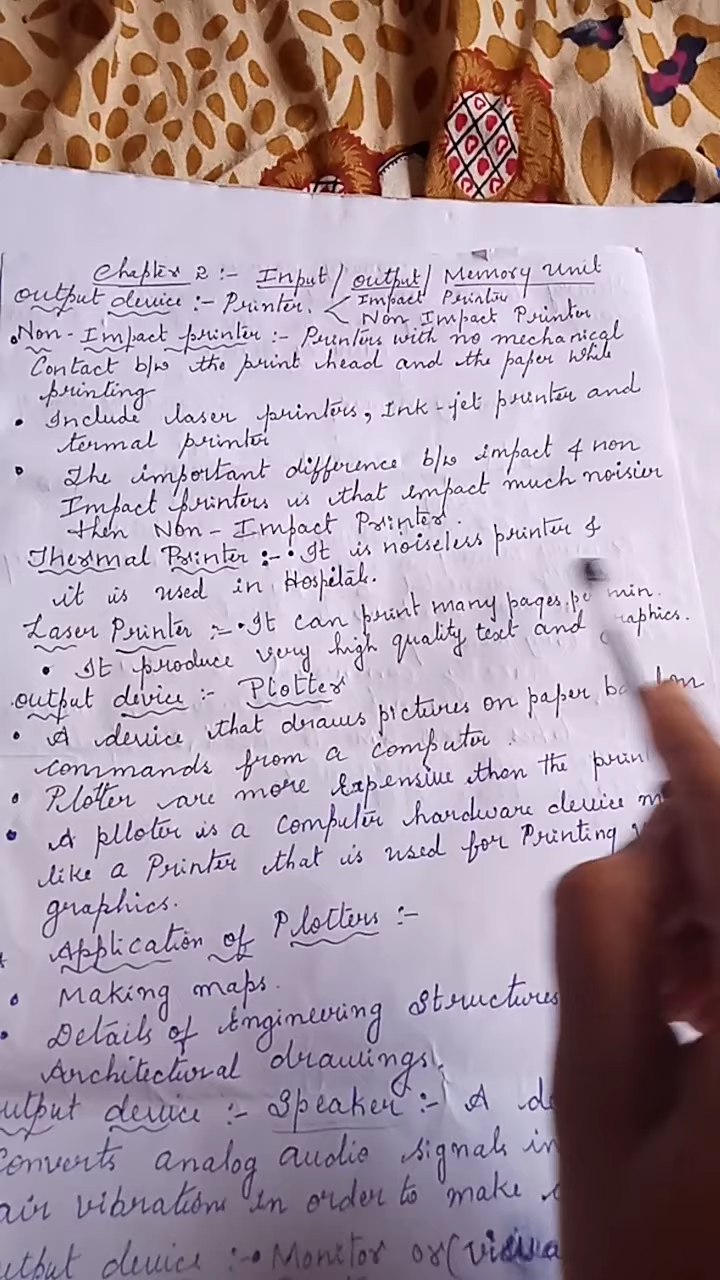 Chapter 2 :- Input / output / Memory Unit
output device :- Printer. < Impact Printer
Non Impact Printer
• Non - Impact printer :- Printers with no mechanical
Contact b/w the print head and the paper while
printing
• Include laser printers, Ink-jet printer and
termal printer
• The important difference b/w impact & non
Impact printers is that impact much noisier
then Non - Impact Printer.
Thermal Printer :- • It is noiseless printer &
it is used in Hospitals.
Laser Printer :- • It can print many pages pe min.
• It produce very high quality text and graphics.
output device :- Plotter
• A device that draws pictures on paper on
commands from a computer.
• Plotter are more Expensive then the prin
• A plloter is a computer hardware device m
like a Printer that is used for Printing
graphics.
Application of Plotters :-
• Making maps.
• Details of Engineering Structures
Architectural drawings.
utput device :- Speaker :- A de
Converts analog audio signals in
air vibrations in order to make
utput device :- • Monitor or (visua